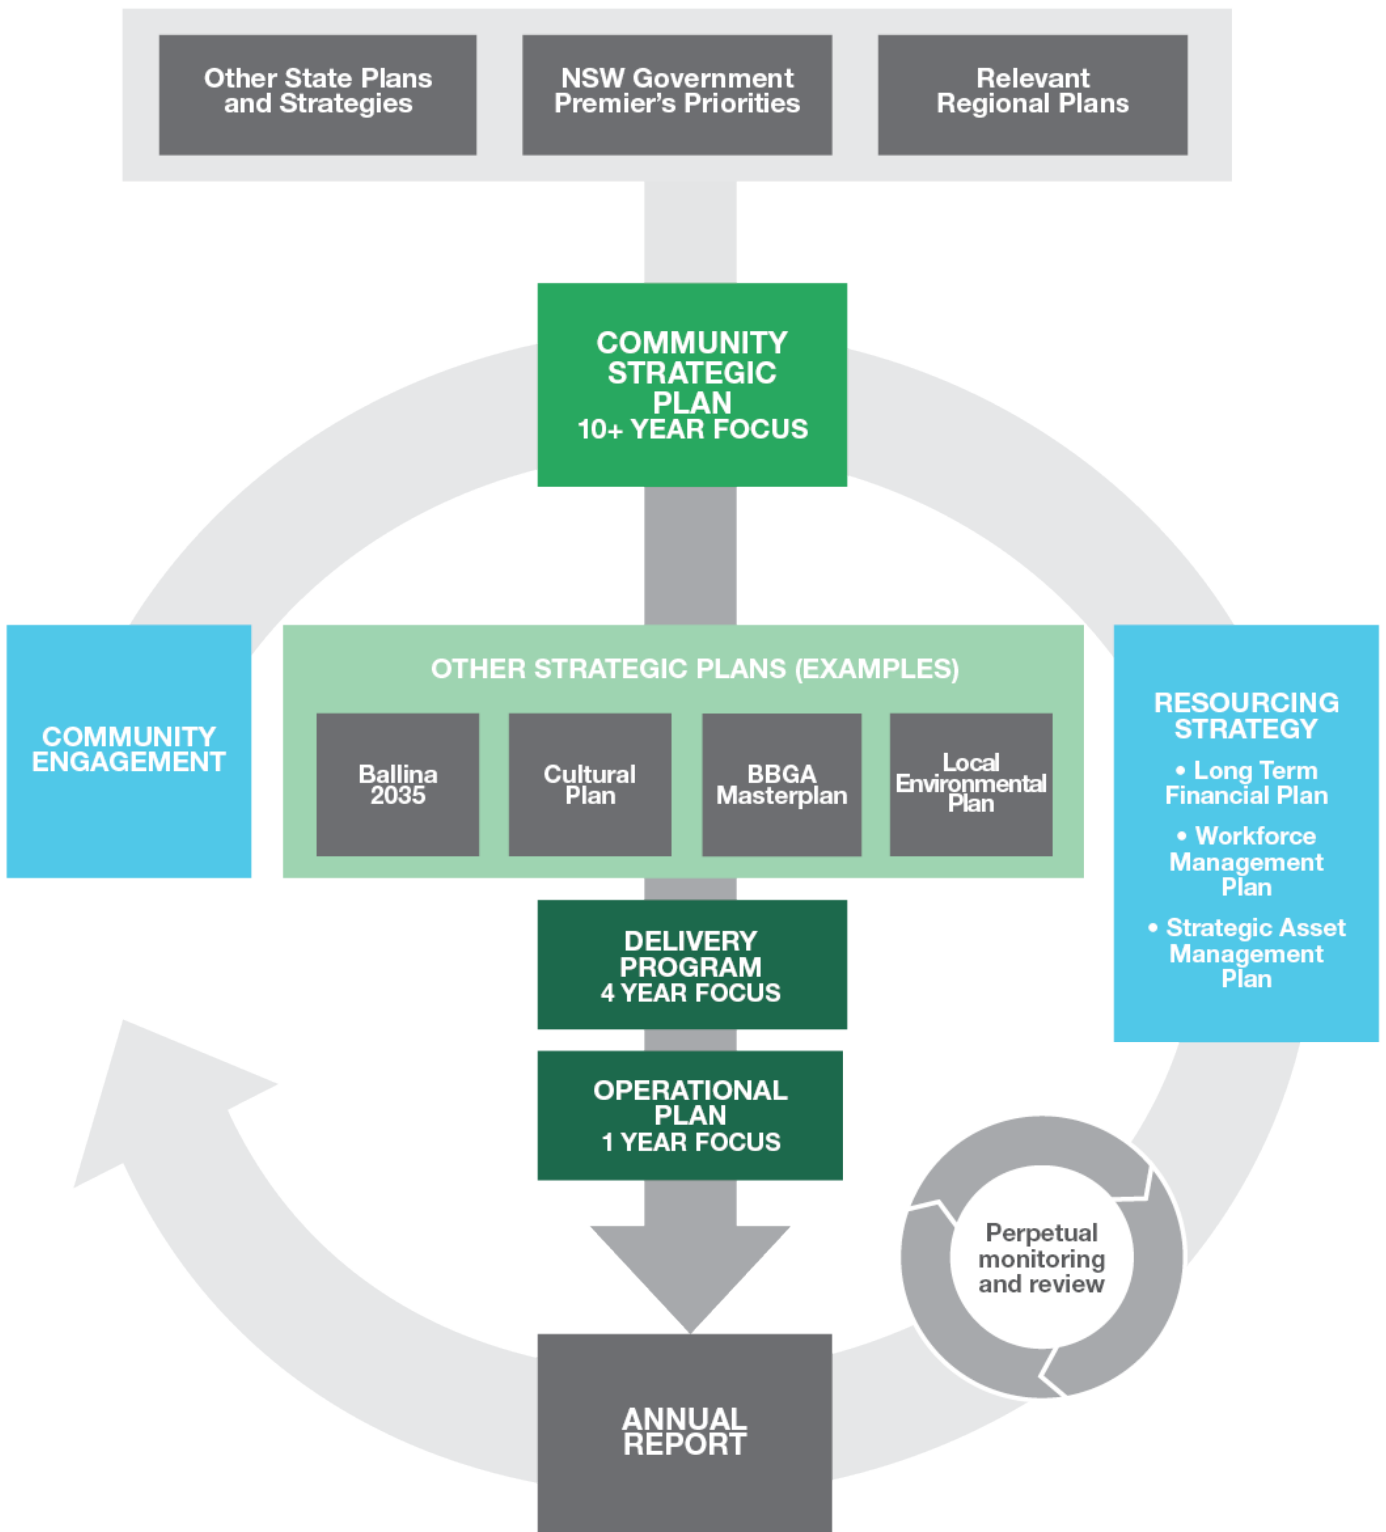 Other State Plans
and Strategies
NSW Government
Premier's Priorities
Relevant
Regional Plans
COMMUNITY
STRATEGIC
PLAN
10+ YEAR FOCUS
COMMUNITY
ENGAGEMENT
OTHER STRATEGIC PLANS (EXAMPLES)
Ballina
2035
Cultural
Plan
BBGA
Masterplan
Local
Environmental
Plan
RESOURCING
STRATEGY
• Long Term
Financial Plan
• Workforce
Management
Plan
• Strategic Asset
Management
Plan
DELIVERY
PROGRAM
4 YEAR FOCUS
OPERATIONAL
PLAN
1 YEAR FOCUS
Perpetual
monitoring
and review
ANNUAL
REPORT